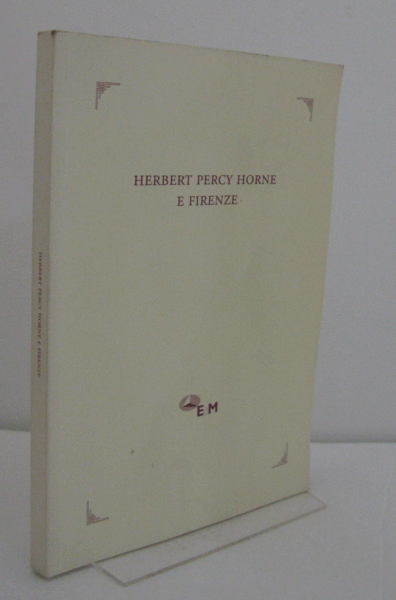 HERBERT PERCY HORNE
E FIRENZE
EM
HERBERT PERCY HORNE E FIRENZE